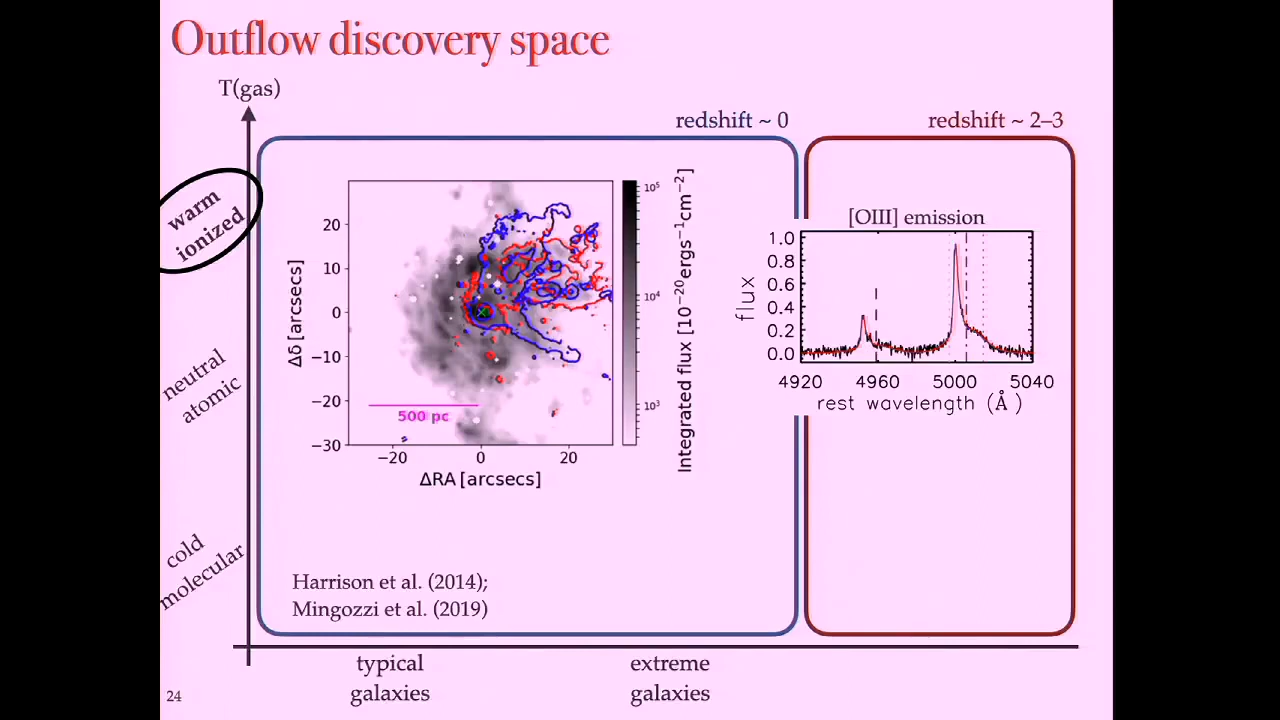 Outflow discovery space
T(gas)
redshift ~ 0
redshift ~ 2–3
warm
ionized
neutral
atomic
cold
molecular
20
10
0
−10
−20
−30
Δδ [arcsecs]
500 pc
−20 0 20
ΔRA [arcsecs]
10⁵
10⁴
10³
Integrated flux [10⁻²⁰ergs⁻¹cm⁻²]
[OIII] emission
1.0
0.8
0.6
0.4
0.2
0.0
flux
4920 4960 5000 5040
rest wavelength (Å)
Harrison et al. (2014);
Mingozzi et al. (2019)
typical
galaxies
extreme
galaxies
24